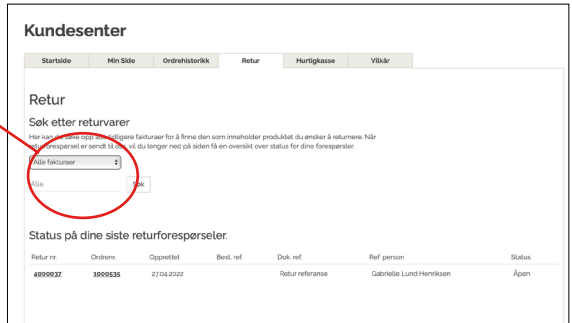 Kundesenter
Startside Min Side Ordrehistorikk Retur Hurtigkasse Vilkår
Retur
Søk etter returvarer
Her kan du søke opp alle tidligere fakturaer for å finne den som inneholder produktet du ønsker å returnere. Når
returforespørsel er sendt til oss, vil du lenger ned på siden få en oversikt over status for dine forespørsler.
Alle fakturaer
Alle Søk
Status på dine siste returforespørseler.
Retur nr. Ordrenr. Opprettet Best. ref. Dok. ref. Ref. person Status
4000037 1000535 27.04.2022 Retur referanse Gabrielle Lund Henriksen Åpen